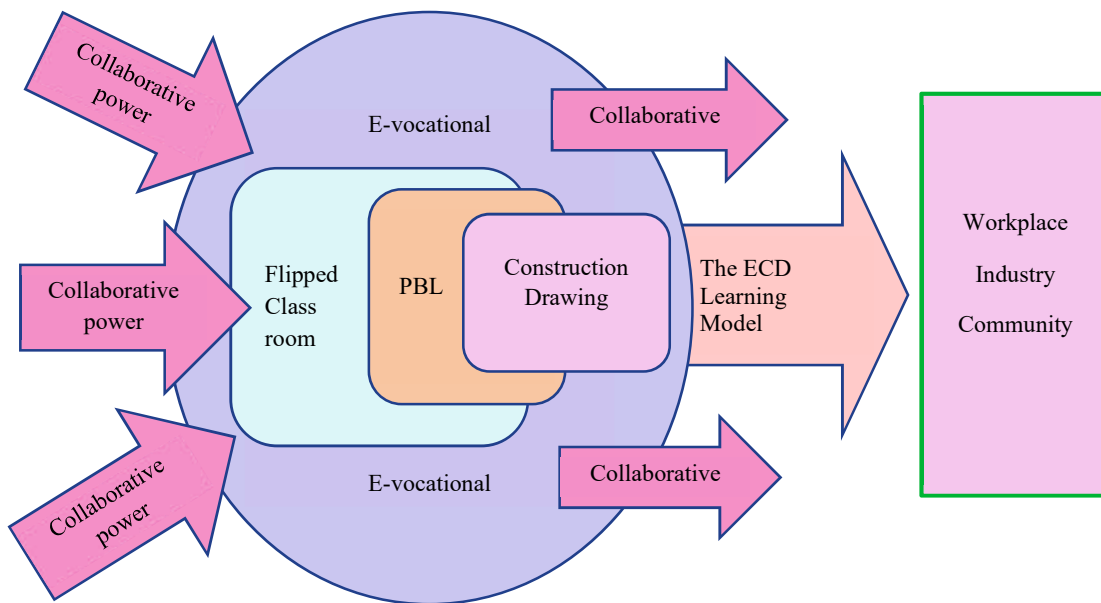 Collaborative
power
E-vocational
Collaborative
Collaborative
power
Flipped
Class
room
PBL
Construction
Drawing
The ECD
Learning
Model
Workplace
Industry
Community
Collaborative
power
E-vocational
Collaborative